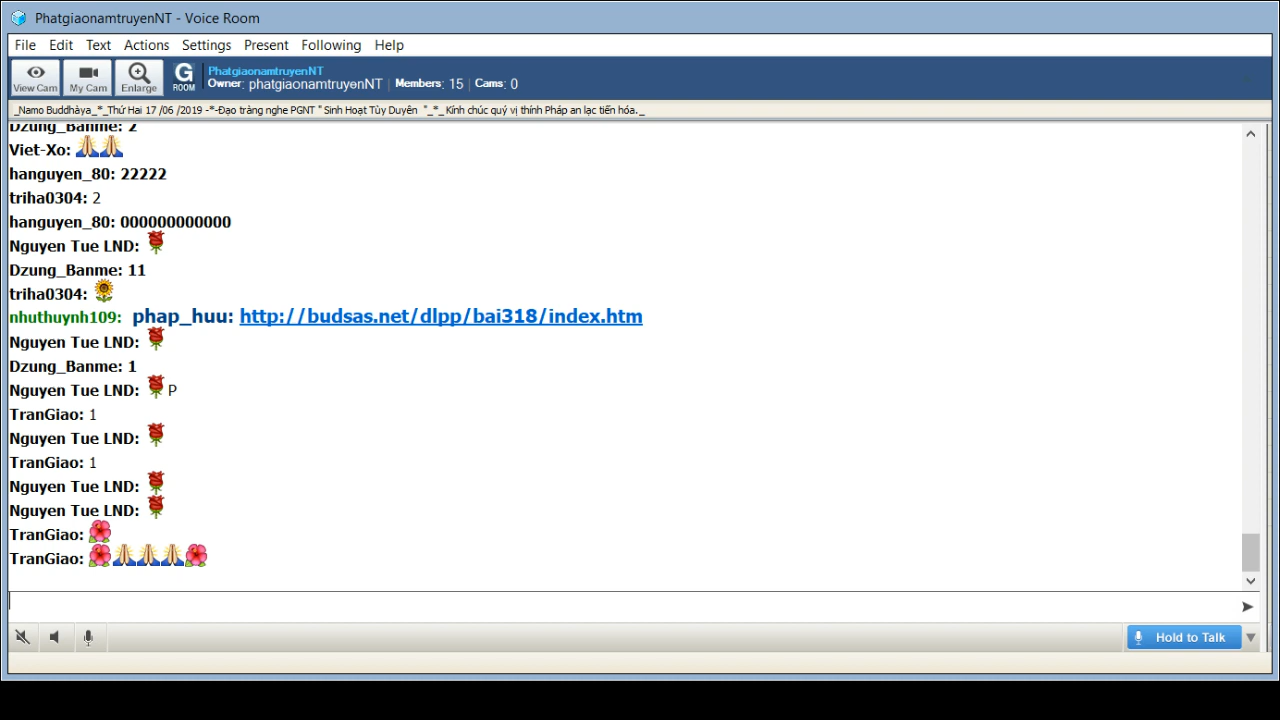 PhatgiaonamtruyenNT - Voice Room
File Edit Text Actions Settings Present Following Help
View Cam My Cam Enlarge G ROOM
PhatgiaonamtruyenNT
Owner: phatgiaonamtruyenNT | Members: 15 | Cams: 0
_Namo Buddhàya_*_Thứ Hai 17 /06 /2019 -*-Đạo tràng nghe PGNT " Sinh Hoạt Tùy Duyên "_*_ Kính chúc quý vị thính Pháp an lạc tiến hóa._
Dzung_Banme: 2
Viet-Xo: 🙏🙏
hanguyen_80: 22222
triha0304: 2
hanguyen_80: 000000000000
Nguyen Tue LND: 🌹
Dzung_Banme: 11
triha0304: 🌻
nhuthuynh109: phap_huu: http://budsas.net/dlpp/bai318/index.htm
Nguyen Tue LND: 🌹
Dzung_Banme: 1
Nguyen Tue LND: 🌹P
TranGiao: 1
Nguyen Tue LND: 🌹
TranGiao: 1
Nguyen Tue LND: 🌹
Nguyen Tue LND: 🌹
TranGiao: 🌺
TranGiao: 🌺🙏🙏🙏🌺
Hold to Talk